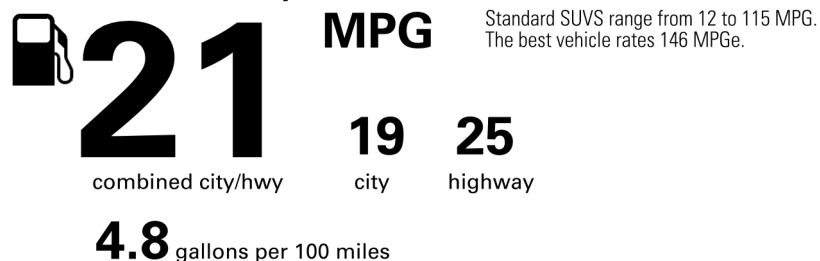 MPG
Standard SUVS range from 12 to 115 MPG.
The best vehicle rates 146 MPGe.
21
19 25
combined city/hwy city highway
4.8 gallons per 100 miles